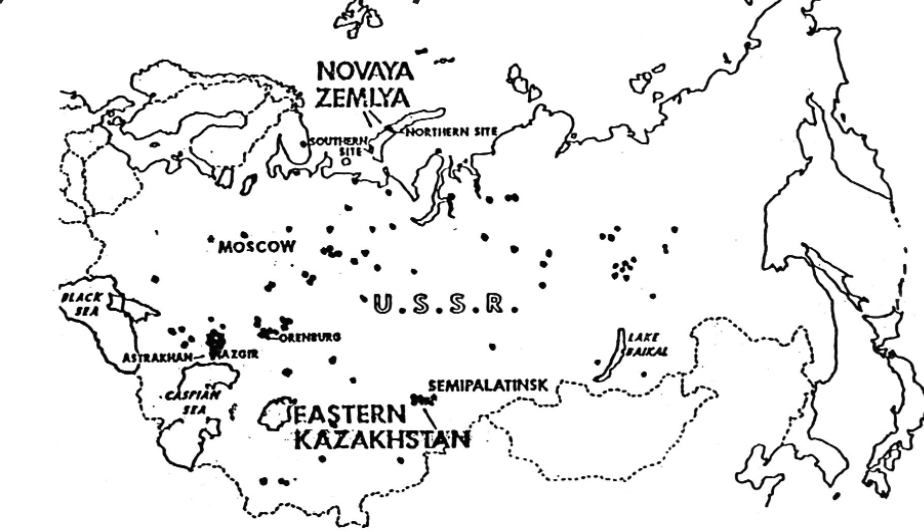 NOVAYA
ZEMLYA
NORTHERN SITE
SOUTHERN
SITE
MOSCOW
BLACK
SEA
U.S.S.R.
ORENBURG
ASTRAKHAN
AZGIR
LAKE
BAIKAL
SEMIPALATINSK
CASPIAN
SEA
EASTERN
KAZAKHSTAN